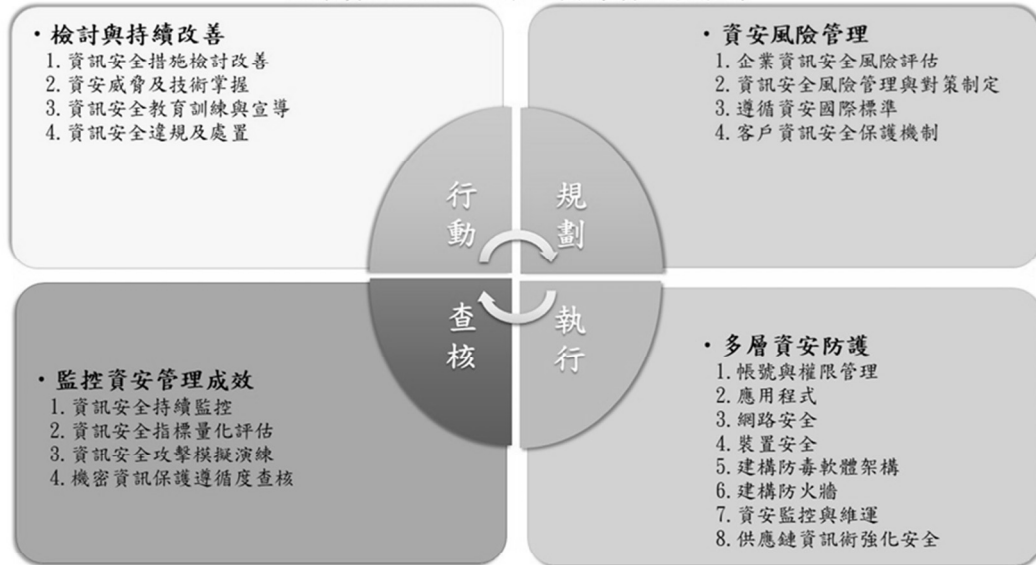 ・檢討與持續改善
1. 資訊安全措施檢討改善
2. 資安威脅及技術掌握
3. 資訊安全教育訓練與宣導
4. 資訊安全違規及處置
・資安風險管理
1. 企業資訊安全風險評估
2. 資訊安全風險管理與對策制定
3. 遵循資安國際標準
4. 客戶資訊安全保護機制
行動
規劃
查核
執行
・監控資安管理成效
1. 資訊安全持續監控
2. 資訊安全指標量化評估
3. 資訊安全攻擊模擬演練
4. 機密資訊保護遵循度查核
・多層資安防護
1. 帳號與權限管理
2. 應用程式
3. 網路安全
4. 裝置安全
5. 建構防毒軟體架構
6. 建構防火牆
7. 資安監控與維運
8. 供應鏈資訊術強化安全